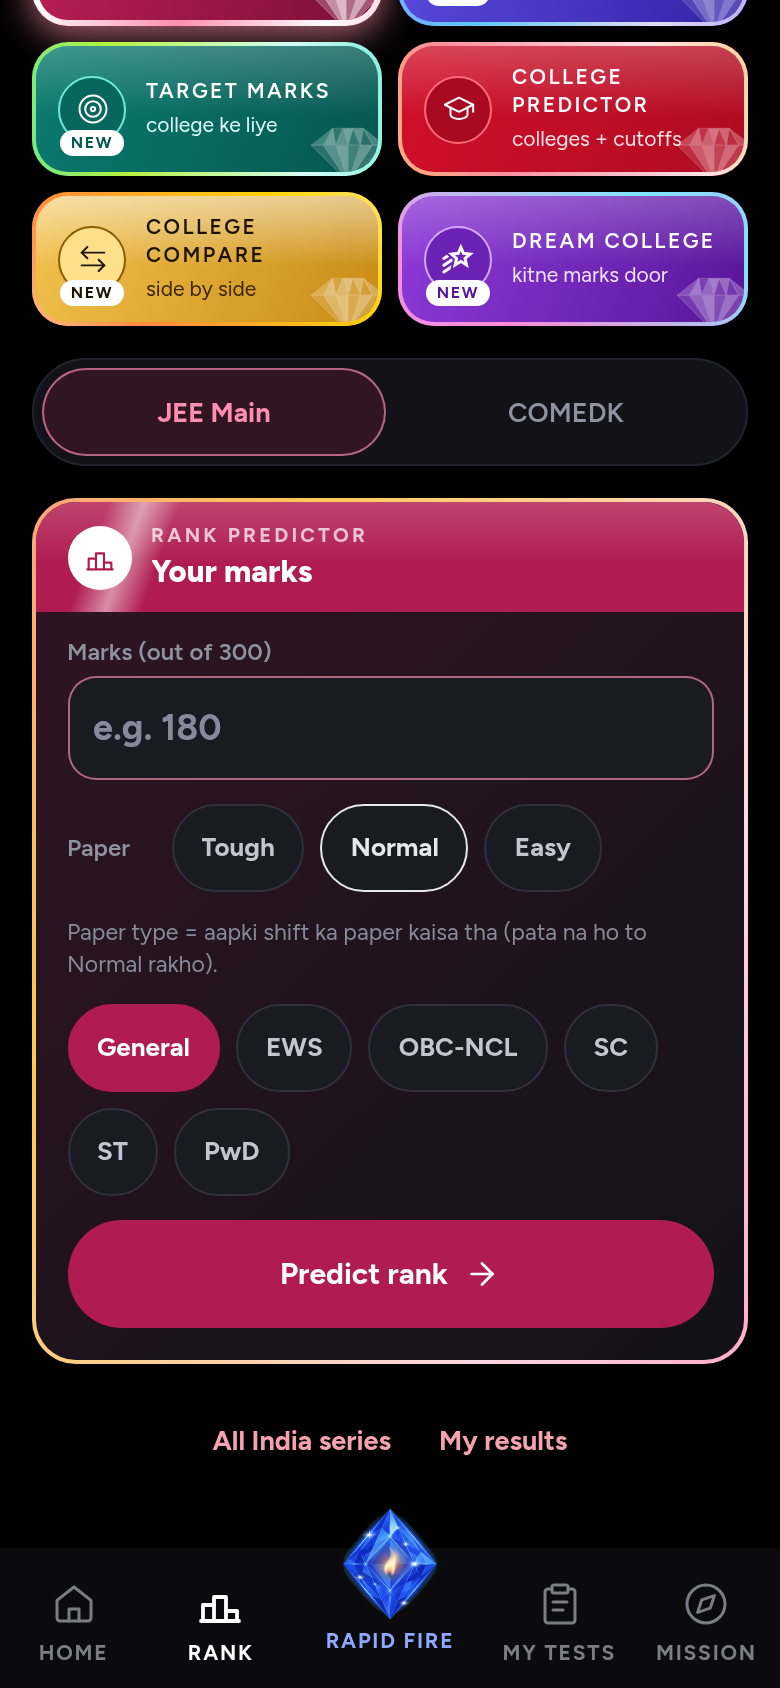 TARGET MARKS
college ke liye
NEW
COLLEGE
PREDICTOR
colleges + cutoffs
COLLEGE
COMPARE
side by side
NEW
DREAM COLLEGE
kitne marks door
NEW
JEE Main
COMEDK
RANK PREDICTOR
Your marks
Marks (out of 300)
e.g. 180
Paper
Tough
Normal
Easy
Paper type = aapki shift ka paper kaisa tha (pata na ho to
Normal rakho).
General
EWS
OBC-NCL
SC
ST
PwD
Predict rank →
All India series
My results
HOME
RANK
RAPID FIRE
MY TESTS
MISSION